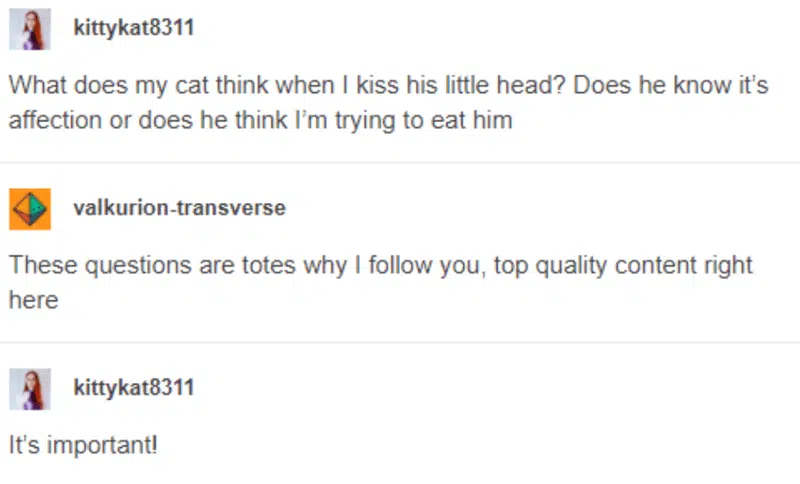 kittykat8311
What does my cat think when I kiss his little head? Does he know it's
affection or does he think I'm trying to eat him
valkurion-transverse
These questions are totes why I follow you, top quality content right
here
kittykat8311
It's important!